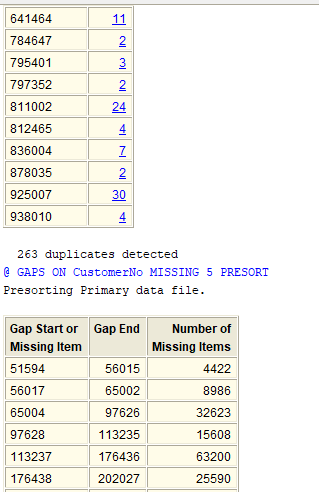 641464 11
784647 2
795401 3
797352 2
811002 24
812465 4
836004 7
878035 2
925007 30
938010 4
263 duplicates detected
@ GAPS ON CustomerNo MISSING 5 PRESORT
Presorting Primary data file.
Gap Start or Gap End Number of
Missing Item Missing Items
51594 56015 4422
56017 65002 8986
65004 97626 32623
97628 113235 15608
113237 176436 63200
176438 202027 25590